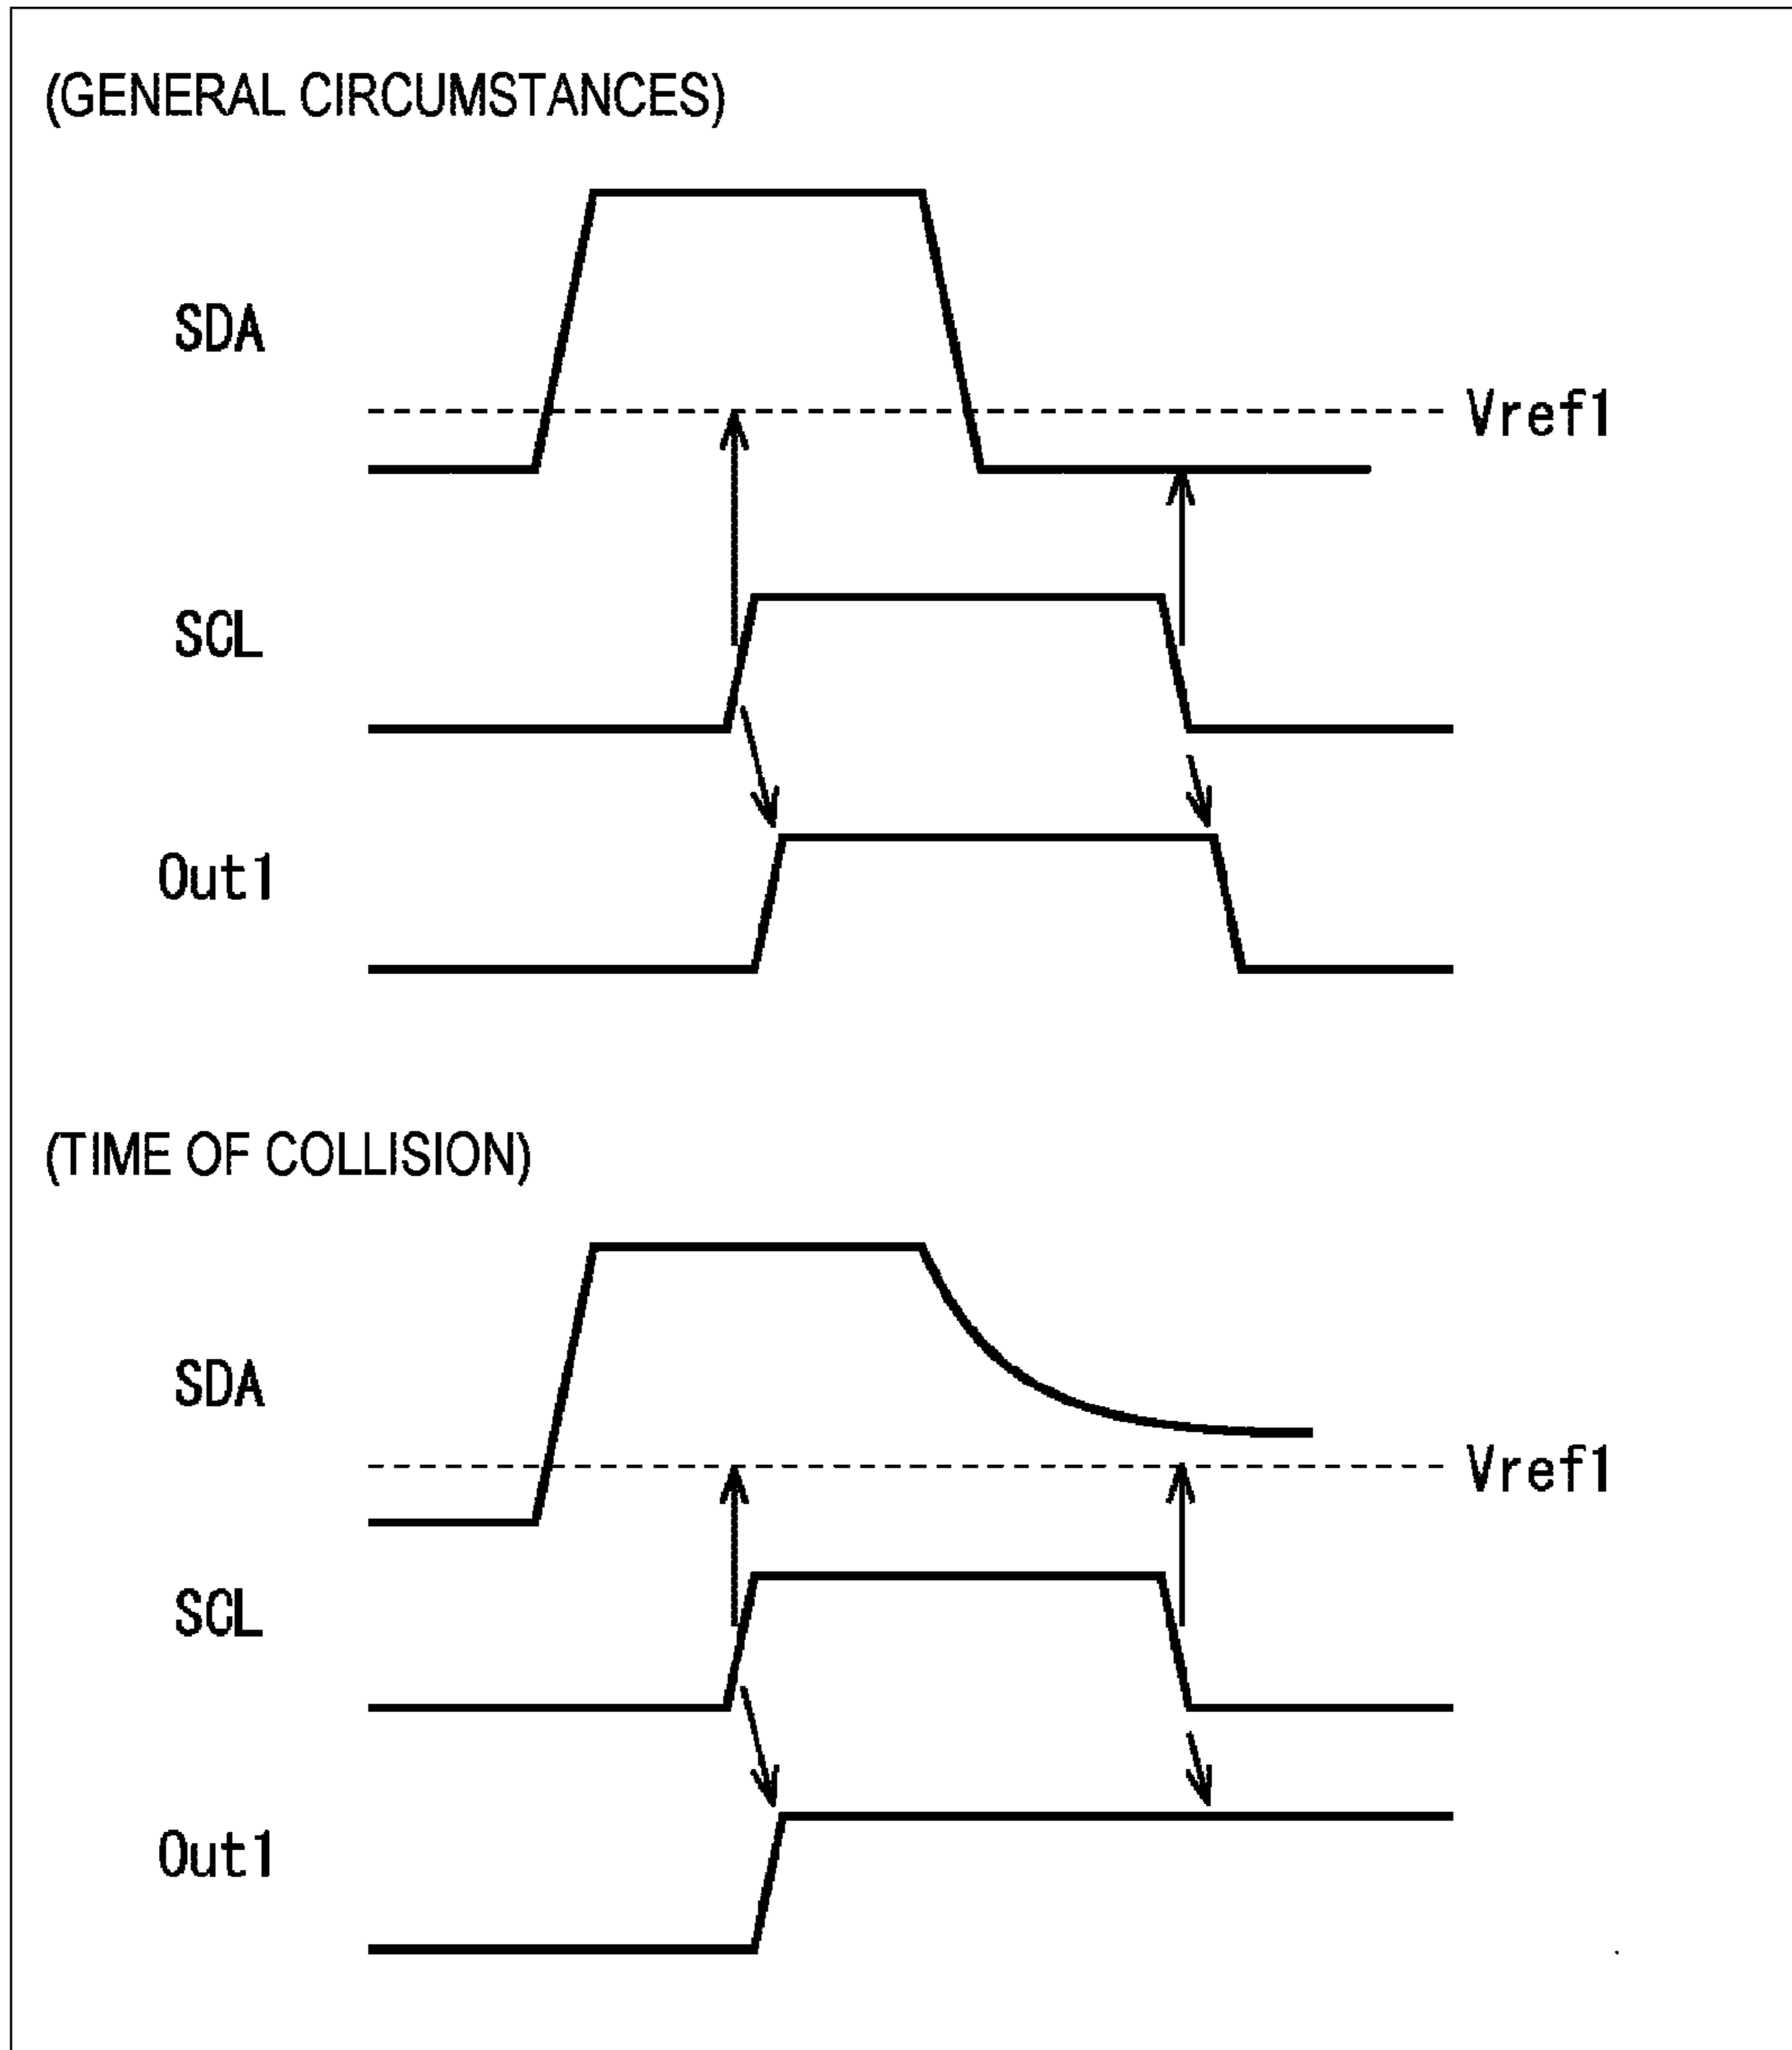 (GENERAL CIRCUMSTANCES)
SDA
Vref1
SCL
Out1
(TIME OF COLLISION)
SDA
Vref1
SCL
Out1